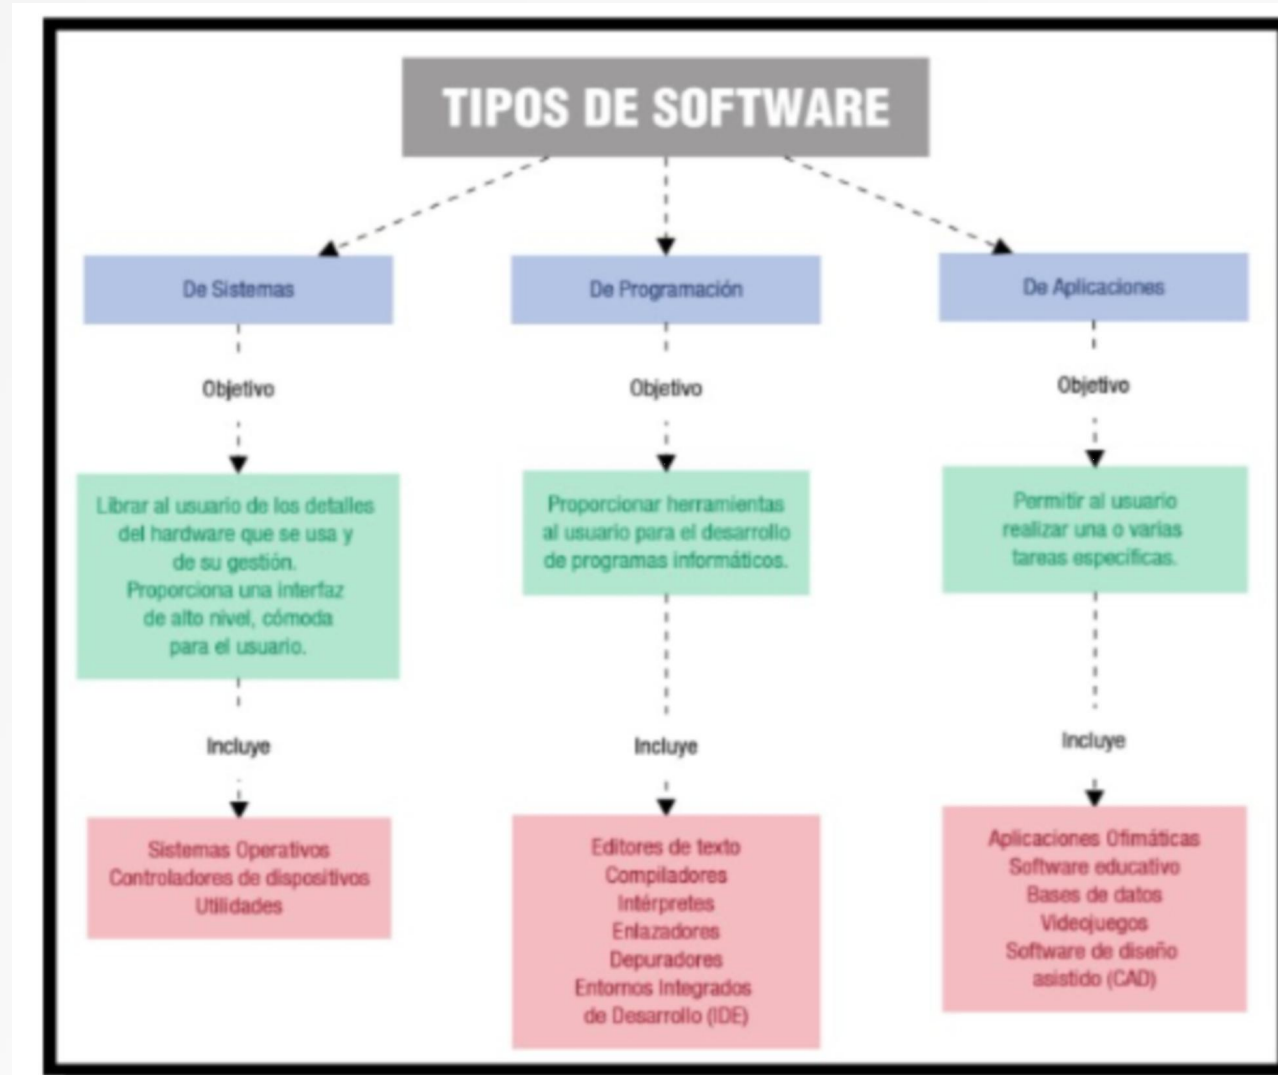 TIPOS DE SOFTWARE
De Sistemas
Objetivo
Librar al usuario de los detalles
del hardware que se usa y
de su gestión.
Proporciona una interfaz
de alto nivel, cómoda
para el usuario.
Incluye
Sistemas Operativos
Controladores de dispositivos
Utilidades
De Programación
Objetivo
Proporcionar herramientas
al usuario para el desarrollo
de programas informáticos.
Incluye
Editores de texto
Compiladores
Intérpretes
Enlazadores
Depuradores
Entornos Integrados
de Desarrollo (IDE)
De Aplicaciones
Objetivo
Permitir al usuario
realizar una o varias
tareas específicas.
Incluye
Aplicaciones Ofimáticas
Software educativo
Bases de datos
Videojuegos
Software de diseño
asistido (CAD)